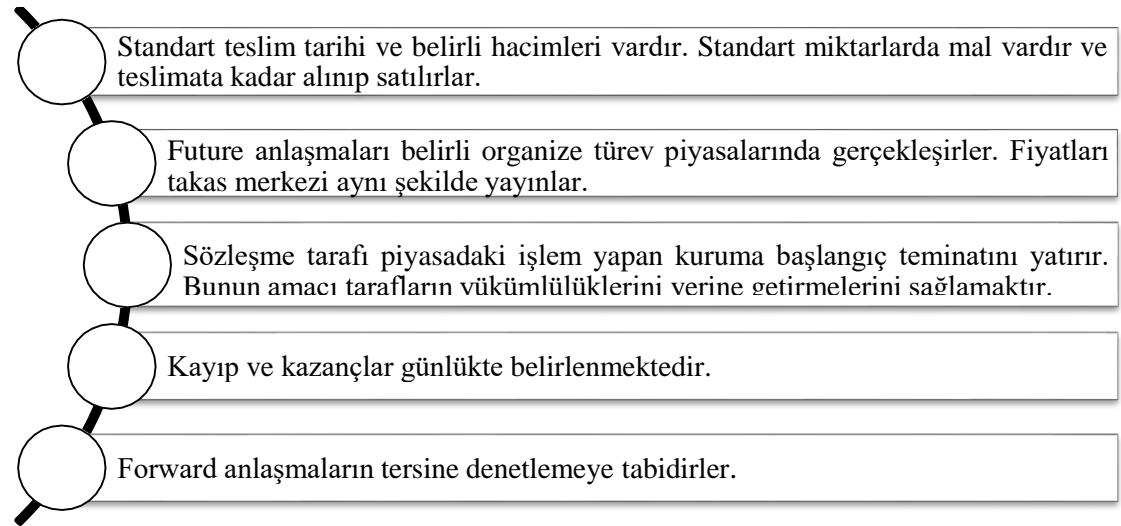 Standart teslim tarihi ve belirli hacimleri vardır. Standart miktarlarda mal vardır ve
teslimata kadar alınıp satılırlar.
Future anlaşmaları belirli organize türev piyasalarında gerçekleşirler. Fiyatları
takas merkezi aynı şekilde yayınlar.
Sözleşme tarafı piyasadaki işlem yapan kuruma başlangıç teminatını yatırır.
Bunun amacı tarafların yükümlülüklerini yerine getirmelerini sağlamaktır.
Kayıp ve kazançlar günlükte belirlenmektedir.
Forward anlaşmaların tersine denetlemeye tabidirler.